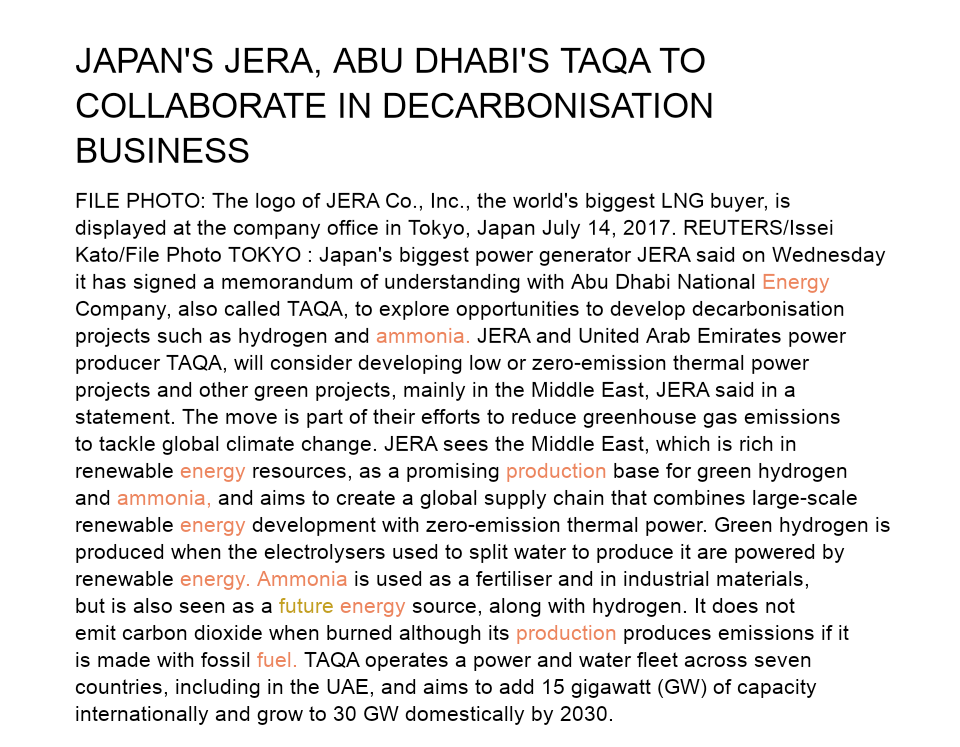 JAPAN'S JERA, ABU DHABI'S TAQA TO
COLLABORATE IN DECARBONISATION
BUSINESS
FILE PHOTO: The logo of JERA Co., Inc., the world's biggest LNG buyer, is
displayed at the company office in Tokyo, Japan July 14, 2017. REUTERS/Issei
Kato/File Photo TOKYO : Japan's biggest power generator JERA said on Wednesday
it has signed a memorandum of understanding with Abu Dhabi National Energy
Company, also called TAQA, to explore opportunities to develop decarbonisation
projects such as hydrogen and ammonia. JERA and United Arab Emirates power
producer TAQA, will consider developing low or zero-emission thermal power
projects and other green projects, mainly in the Middle East, JERA said in a
statement. The move is part of their efforts to reduce greenhouse gas emissions
to tackle global climate change. JERA sees the Middle East, which is rich in
renewable energy resources, as a promising production base for green hydrogen
and ammonia, and aims to create a global supply chain that combines large-scale
renewable energy development with zero-emission thermal power. Green hydrogen is
produced when the electrolysers used to split water to produce it are powered by
renewable energy. Ammonia is used as a fertiliser and in industrial materials,
but is also seen as a future energy source, along with hydrogen. It does not
emit carbon dioxide when burned although its production produces emissions if it
is made with fossil fuel. TAQA operates a power and water fleet across seven
countries, including in the UAE, and aims to add 15 gigawatt (GW) of capacity
internationally and grow to 30 GW domestically by 2030.